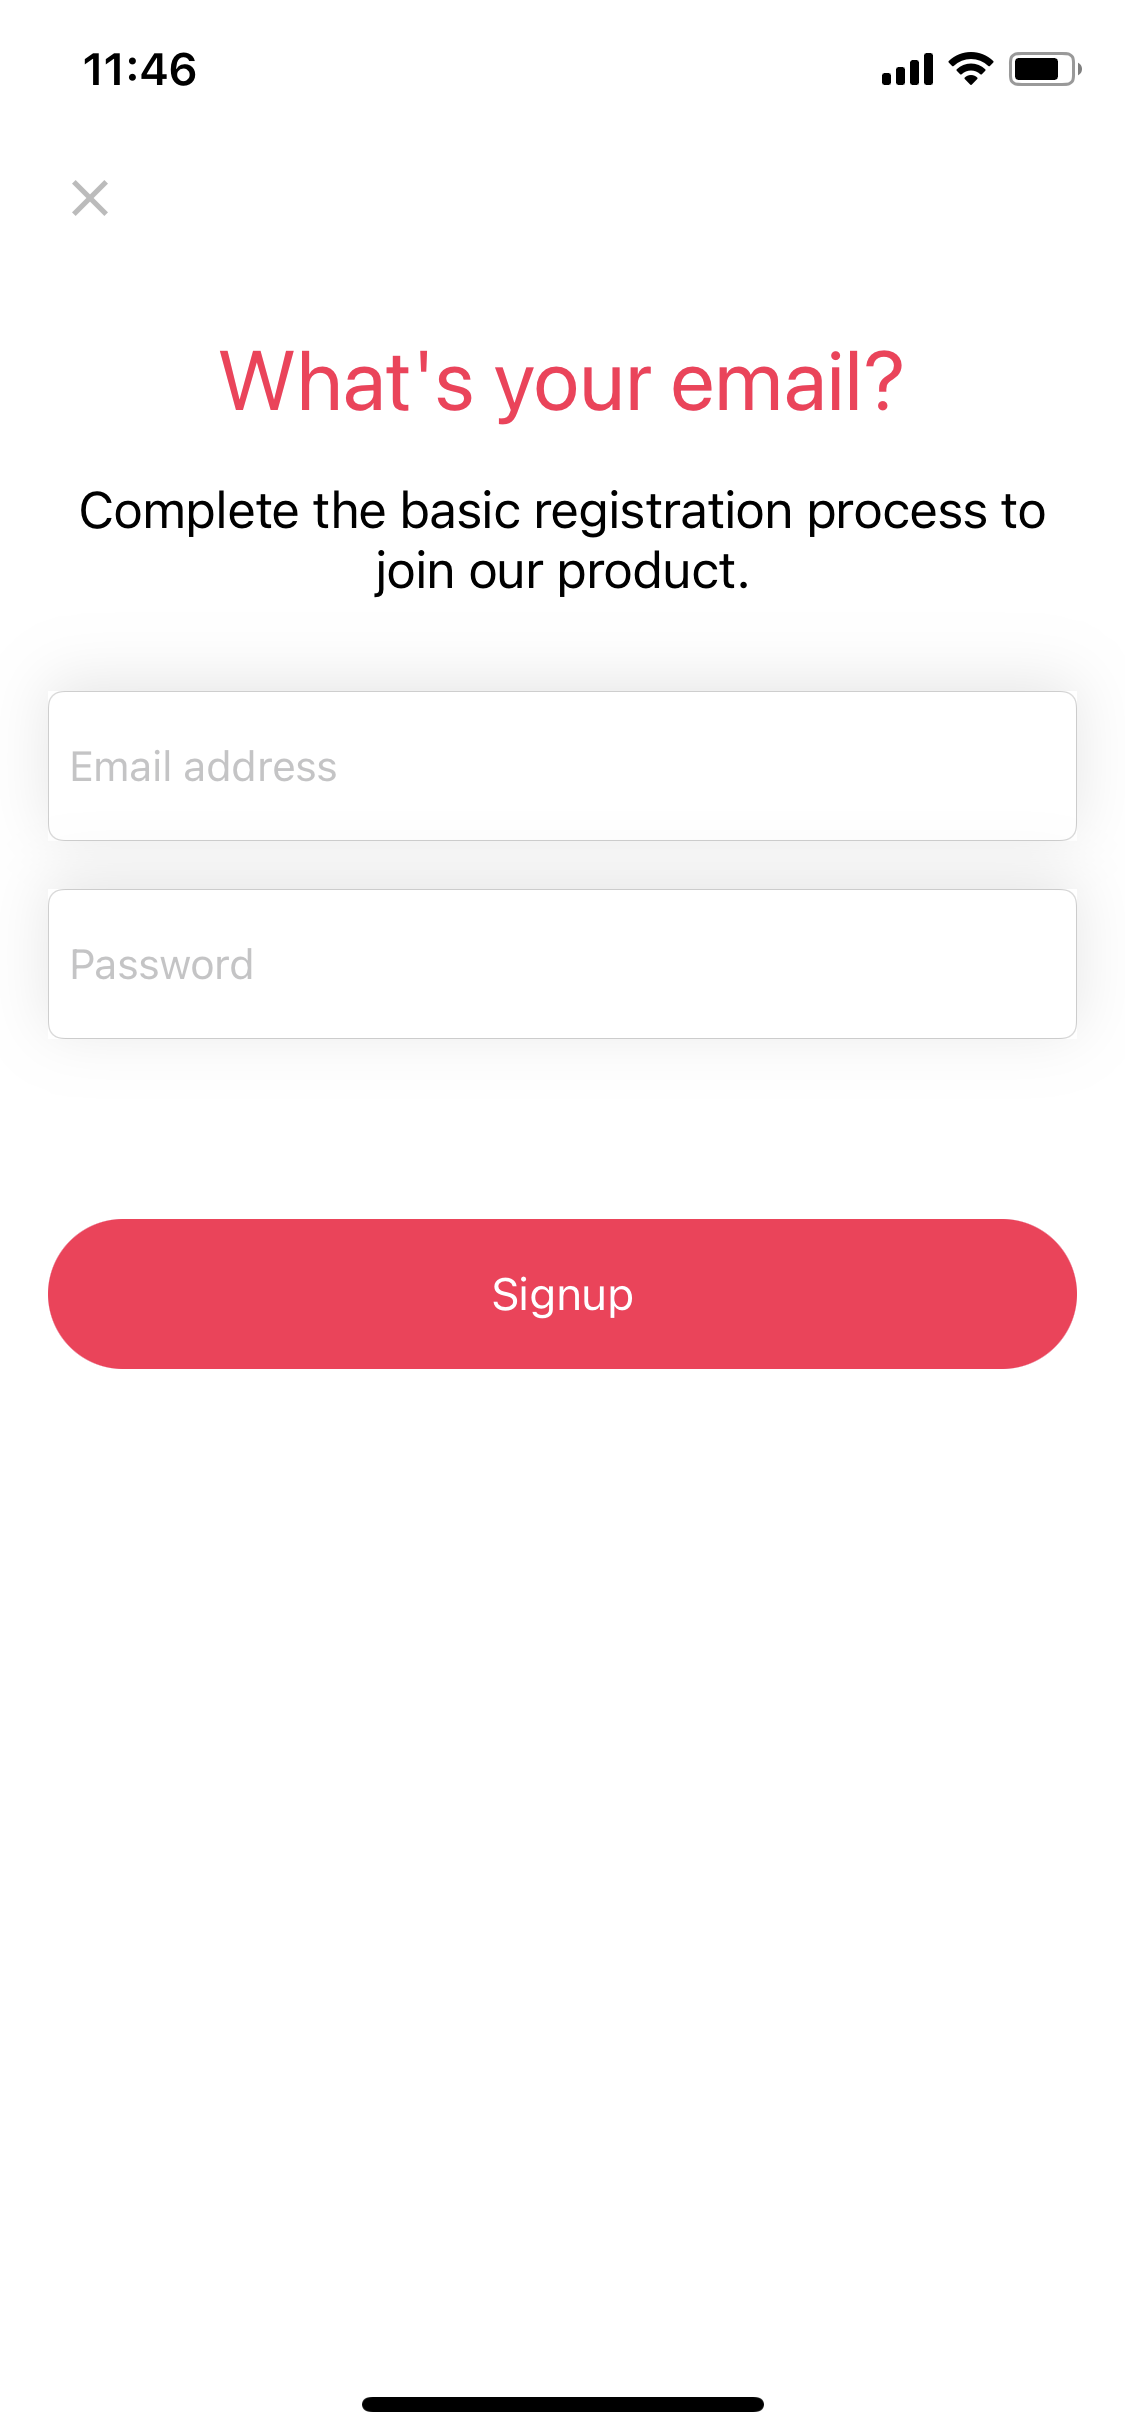 11:46
What's your email?
Complete the basic registration process to
join our product.
Email address
Password
Signup